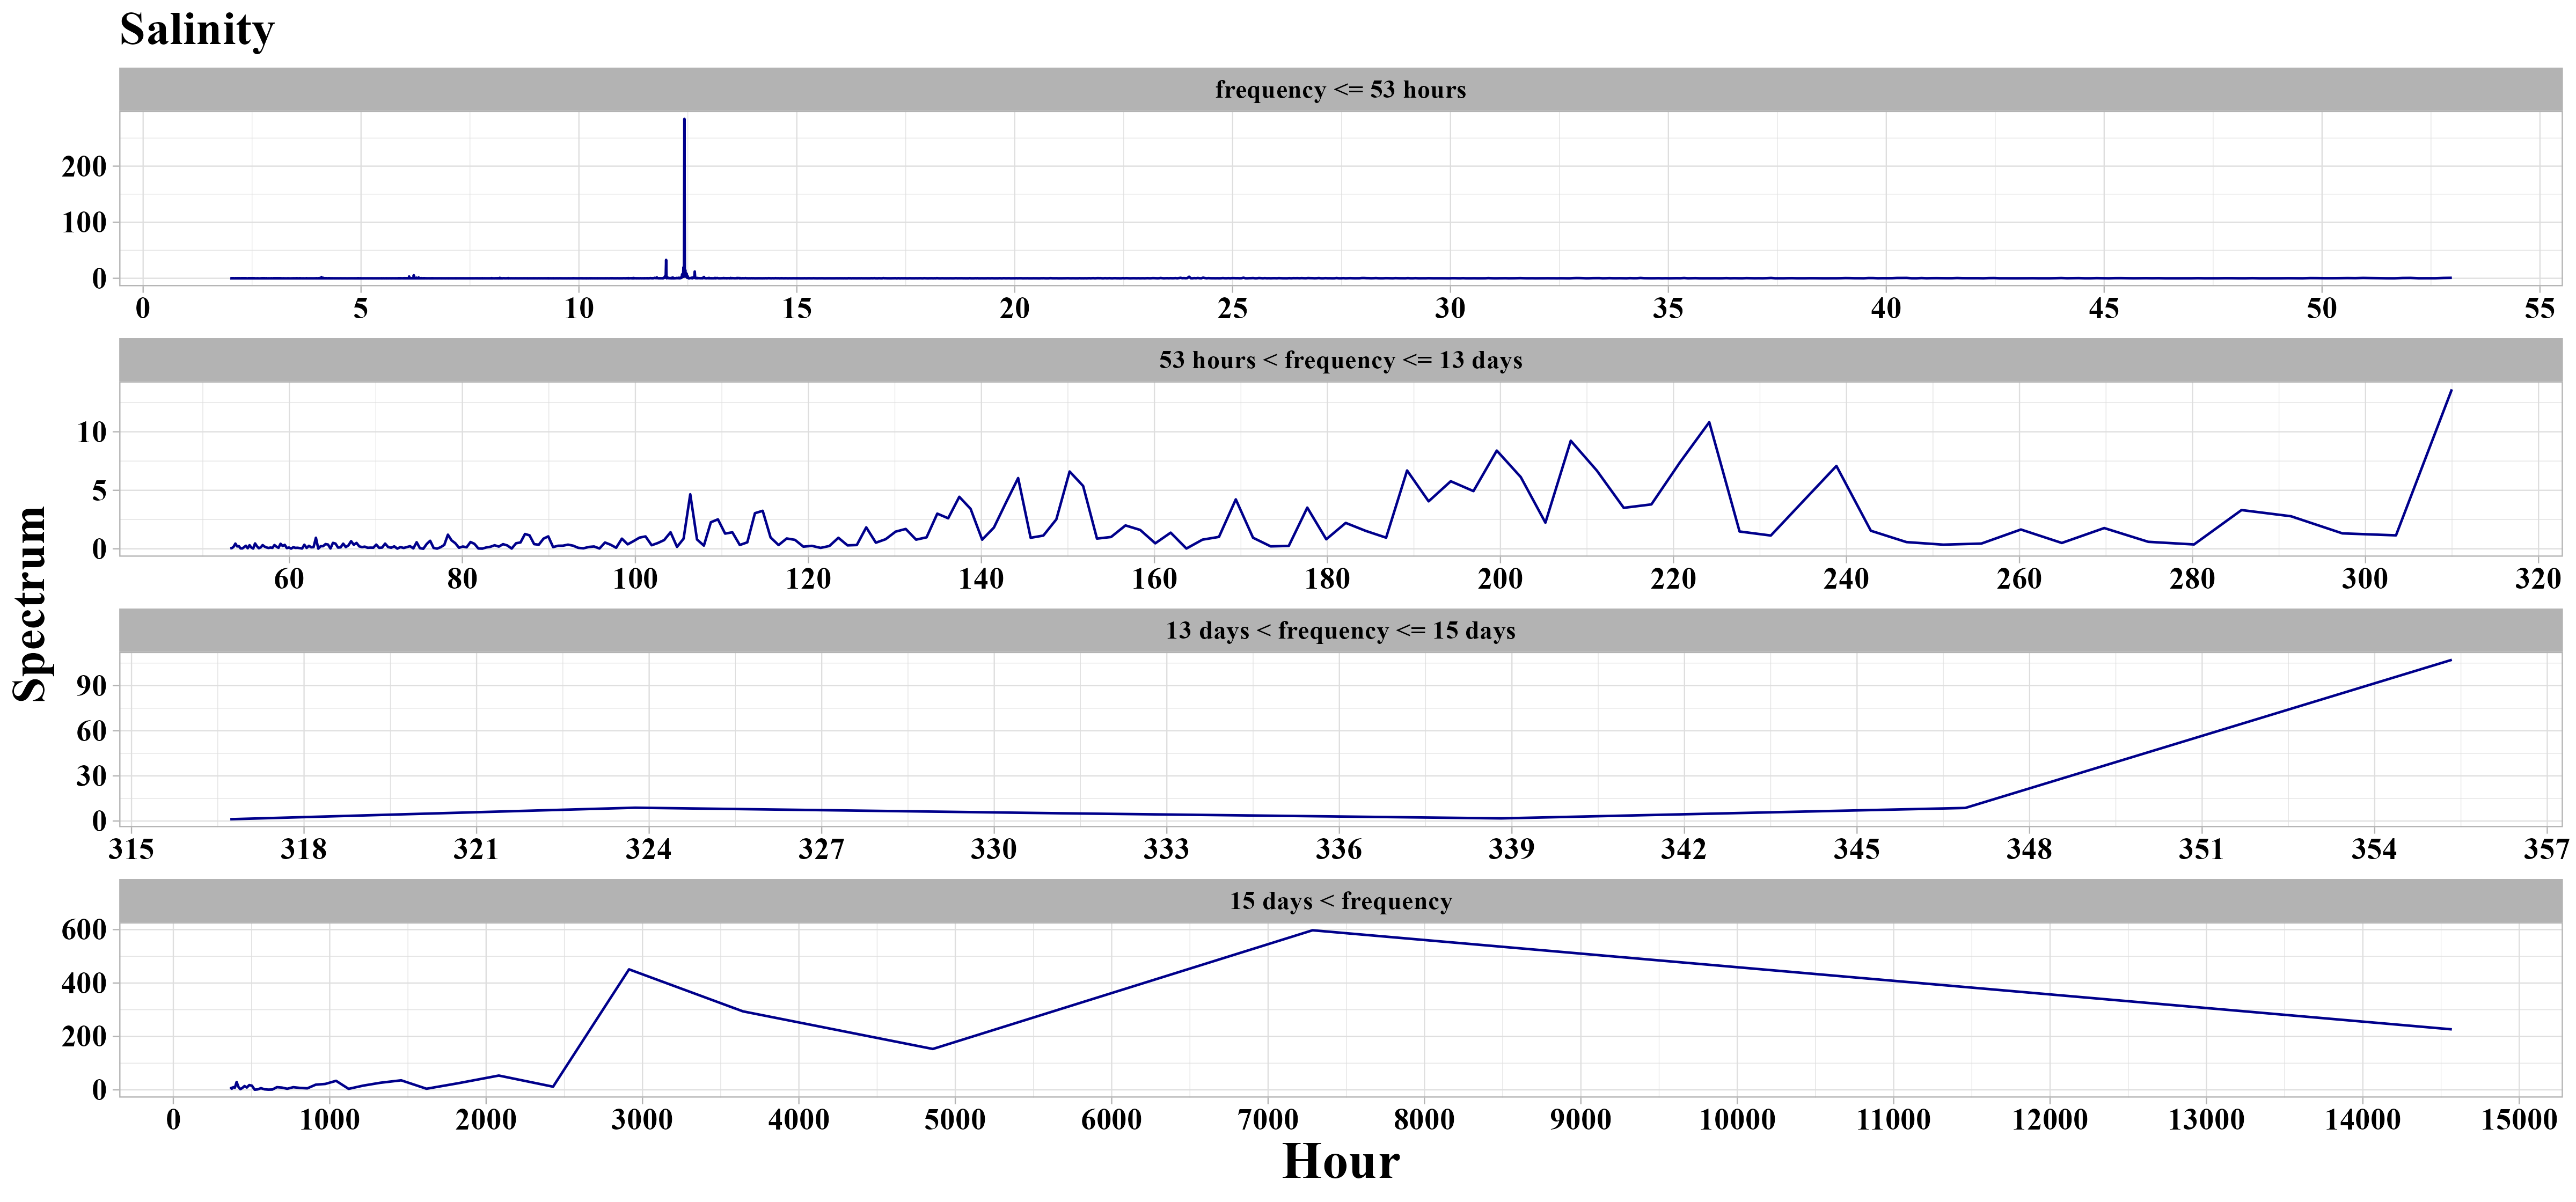 Salinity
frequency <= 53 hours
200
100
0
0 5 10 15 20 25 30 35 40 45 50 55
53 hours < frequency <= 13 days
10
5
0
60 80 100 120 140 160 180 200 220 240 260 280 300 320
13 days < frequency <= 15 days
90
60
30
0
315 318 321 324 327 330 333 336 339 342 345 348 351 354 357
15 days < frequency
600
400
200
0
0 1000 2000 3000 4000 5000 6000 7000 8000 9000 10000 11000 12000 13000 14000 15000
Hour
Spectrum